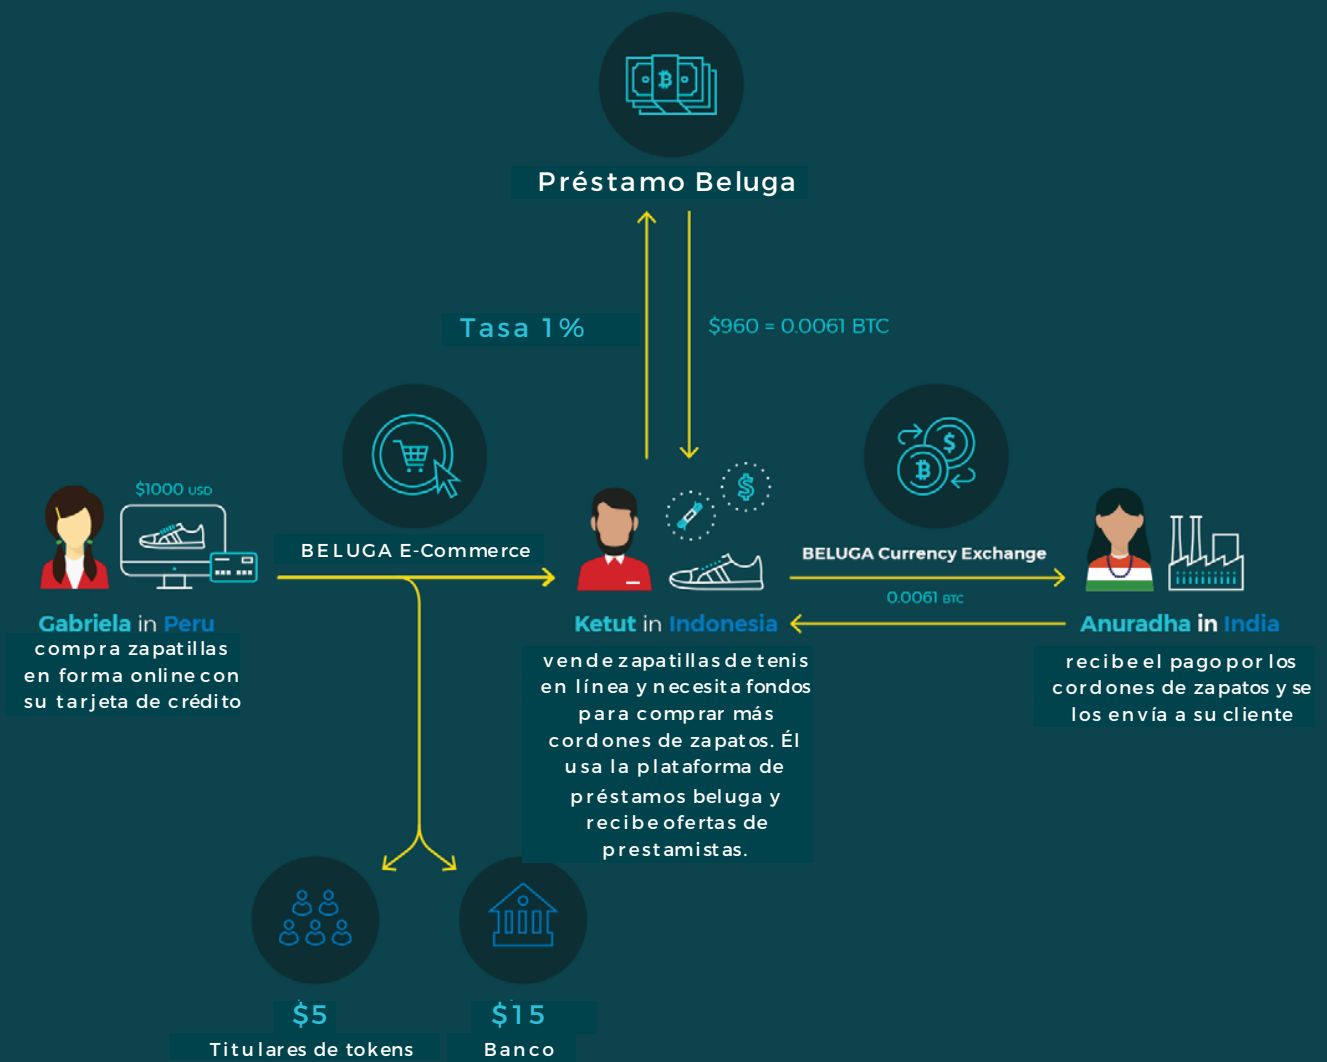 Préstamo Beluga
Tasa 1%
$960 = 0.0061 BTC
$1000 USD
BELUGA E-Commerce
BELUGA Currency Exchange
0.0061 BTC
Gabriela in Peru
compra zapatillas
en forma online con
su tarjeta de crédito
Ketut in Indonesia
vende zapatillas de tenis
en línea y necesita fondos
para comprar más
cordones de zapatos. Él
usa la plataforma de
préstamos beluga y
recibe ofertas de
prestamistas.
Anuradha in India
recibe el pago por los
cordones de zapatos y se
los envía a su cliente
$5
Titulares de tokens
$15
Banco